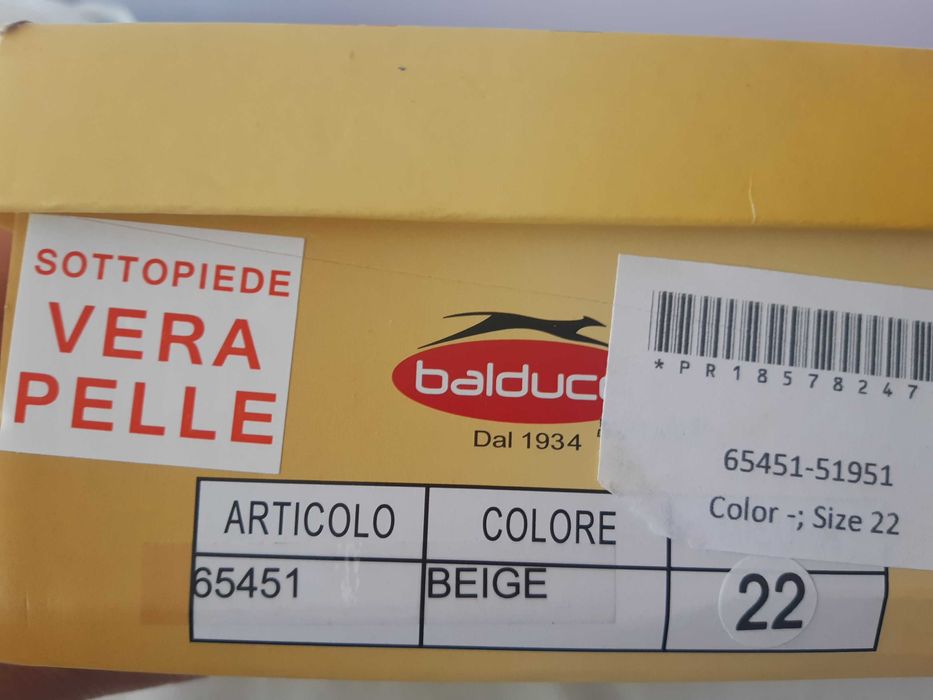 SOTTOPIEDE
VERA
PELLE
Dal 1934
*PR18578247
65451-51951
Color -; Size 22
ARTICOLO COLORE
65451 BEIGE 22